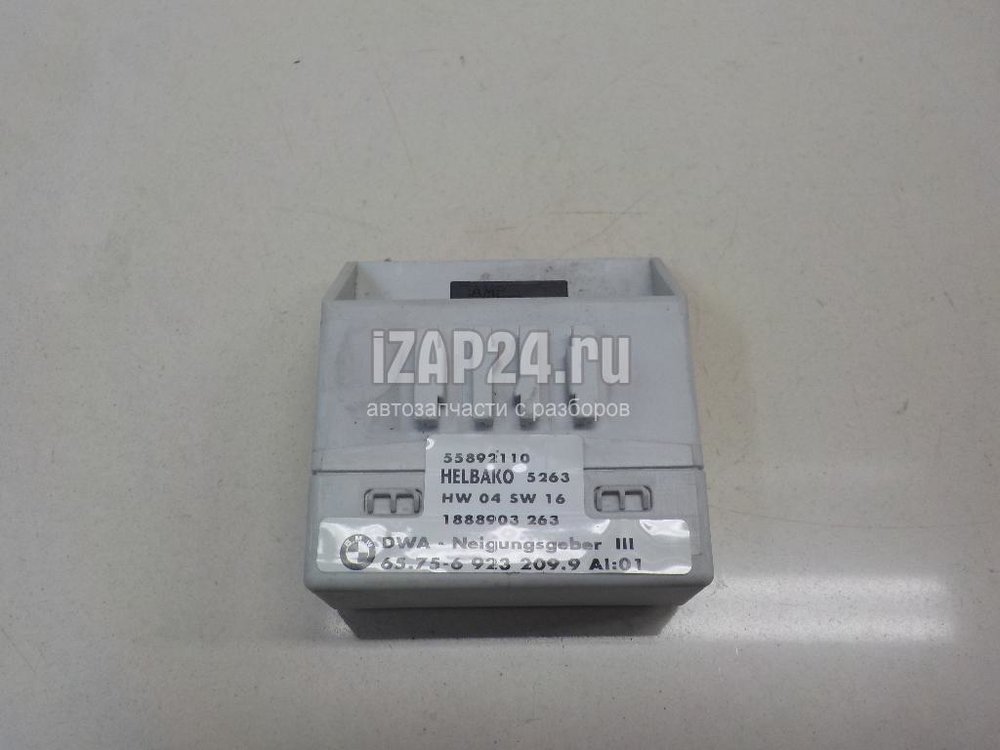 iZAP24.ru
автозапчасти с разборов
55892110
HELBAKO 5263
HW 04 SW 16
1888903 263
DWA - Neigungsgeber III
65.75-6 923 209.9 AI:01